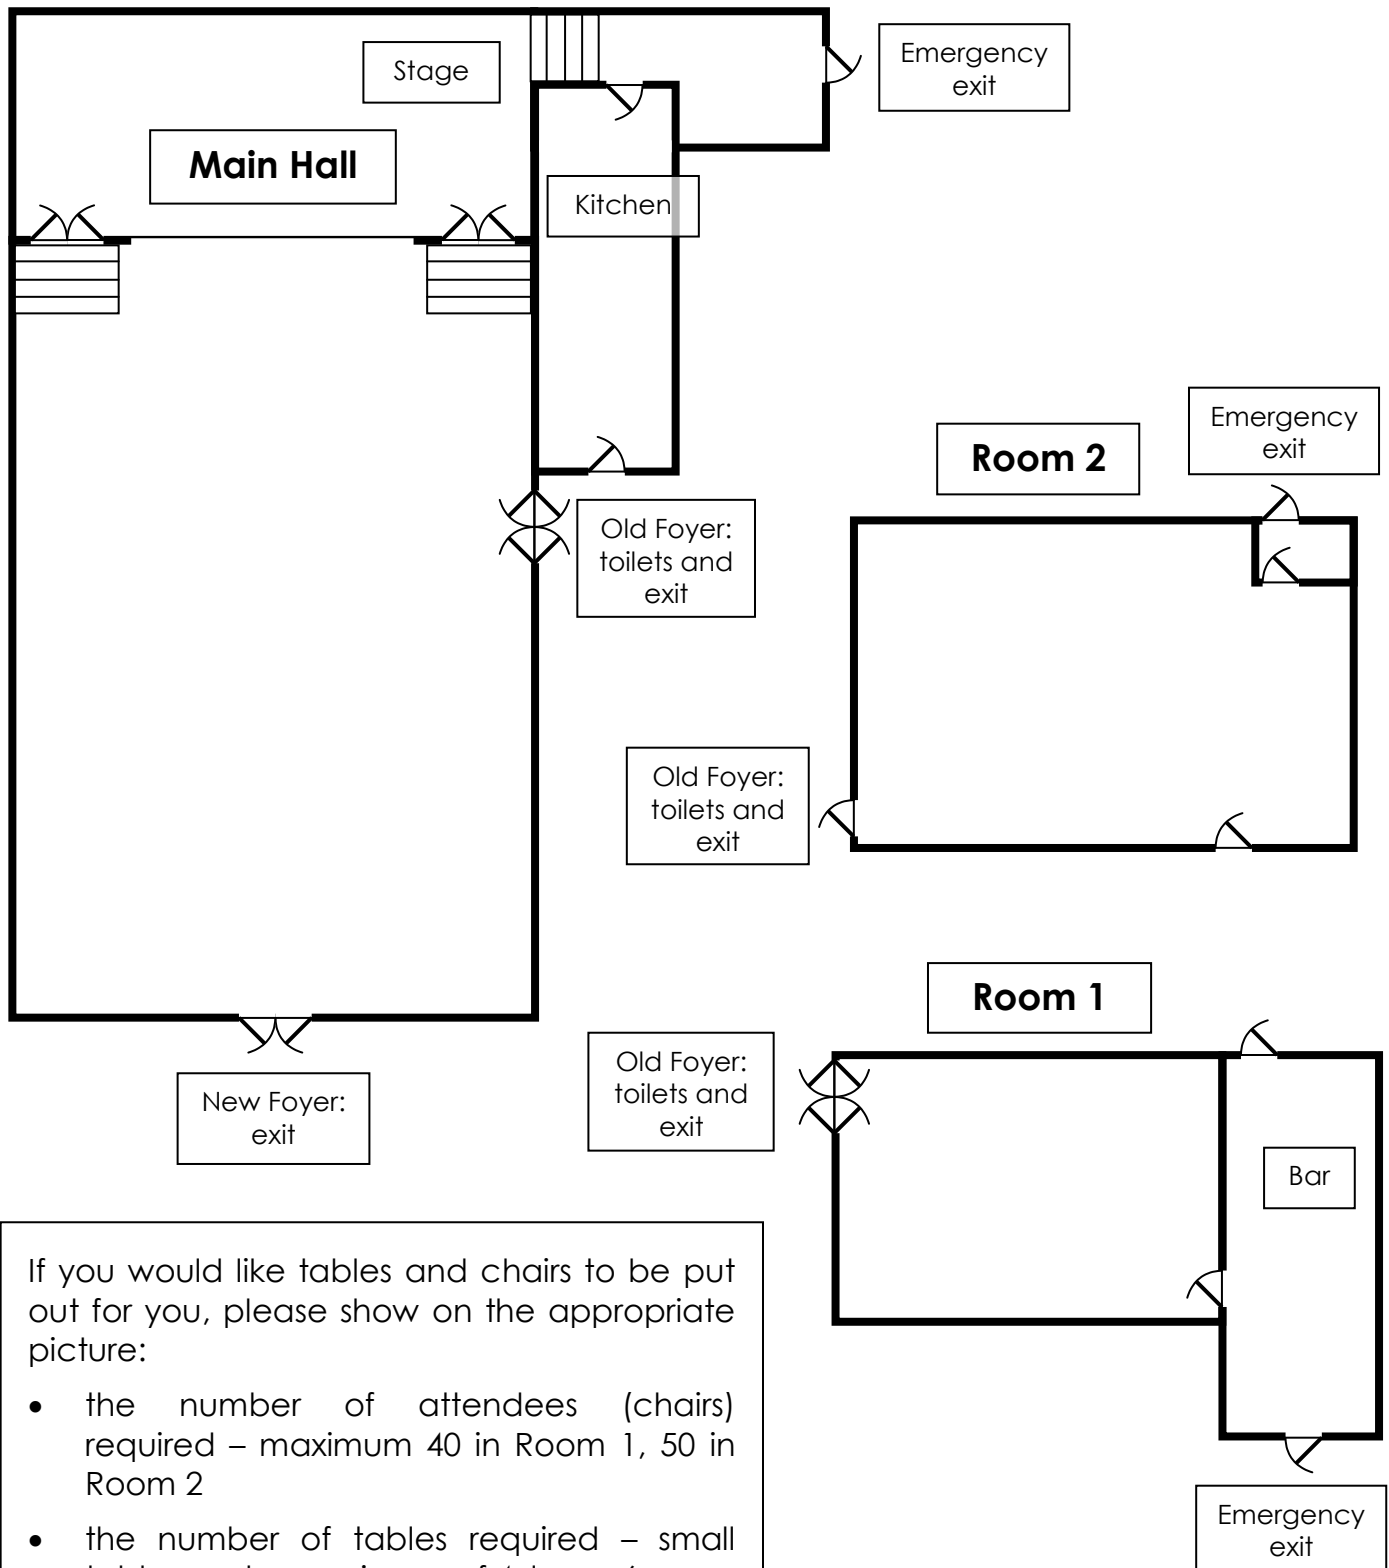 Stage
Emergency
exit
Main Hall
Kitchen
Emergency
exit
Room 2
Old Foyer:
toilets and
exit
Old Foyer:
toilets and
exit
Room 1
Old Foyer:
toilets and
exit
New Foyer:
exit
Bar
If you would like tables and chairs to be put
out for you, please show on the appropriate
picture:
• the number of attendees (chairs)
required – maximum 40 in Room 1, 50 in
Room 2
• the number of tables required – small
Emergency
exit